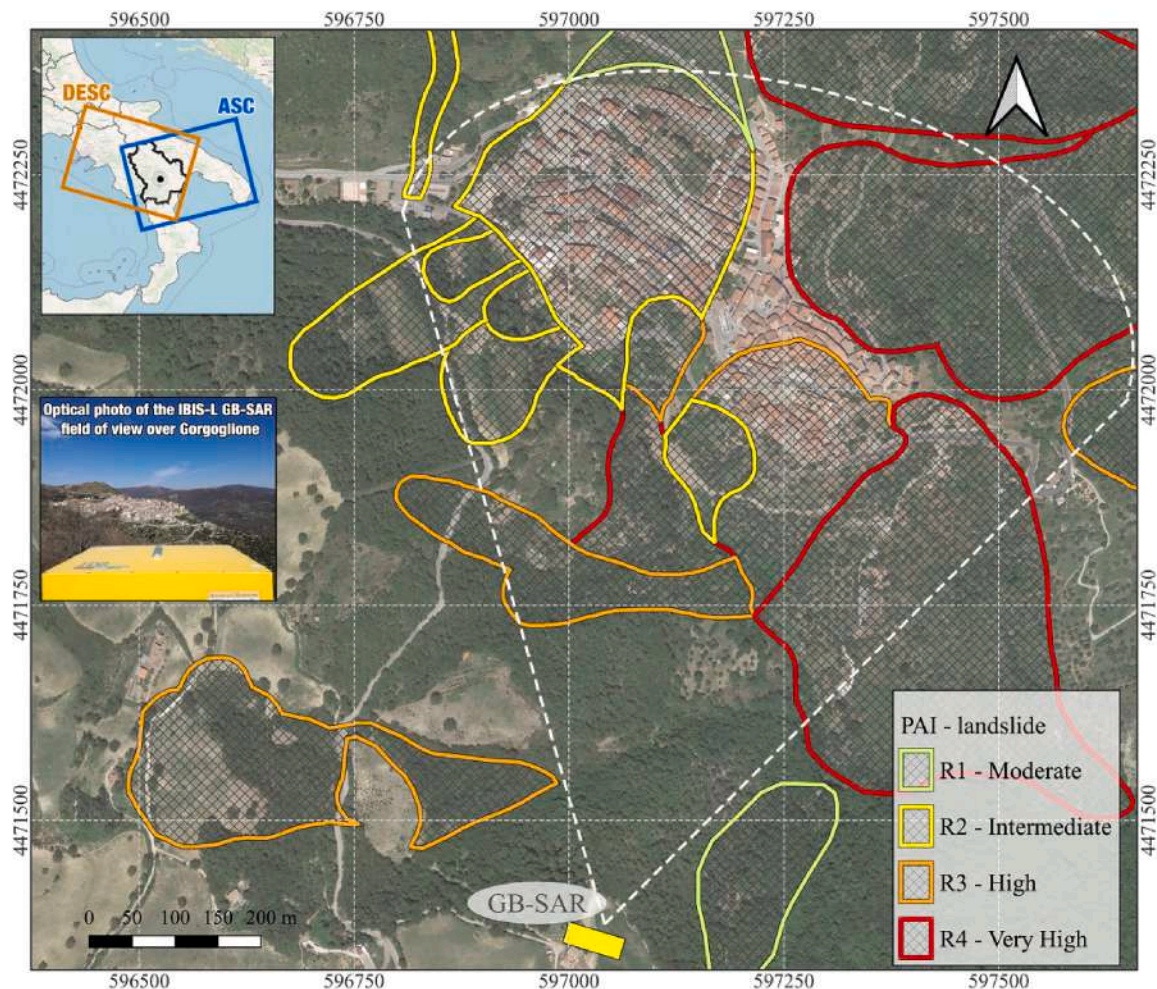 596500 596750 597000 597250 597500
DESC
ASC
4472250
4472250
4472000
4472000
Optical photo of the IBIS-L GB-SAR
field of view over Gorgoglione
4471750
4471750
4471500
4471500
GB-SAR
0 50 100 150 200 m
PAI - landslide
R1 - Moderate
R2 - Intermediate
R3 - High
R4 - Very High
596500 596750 597000 597250 597500